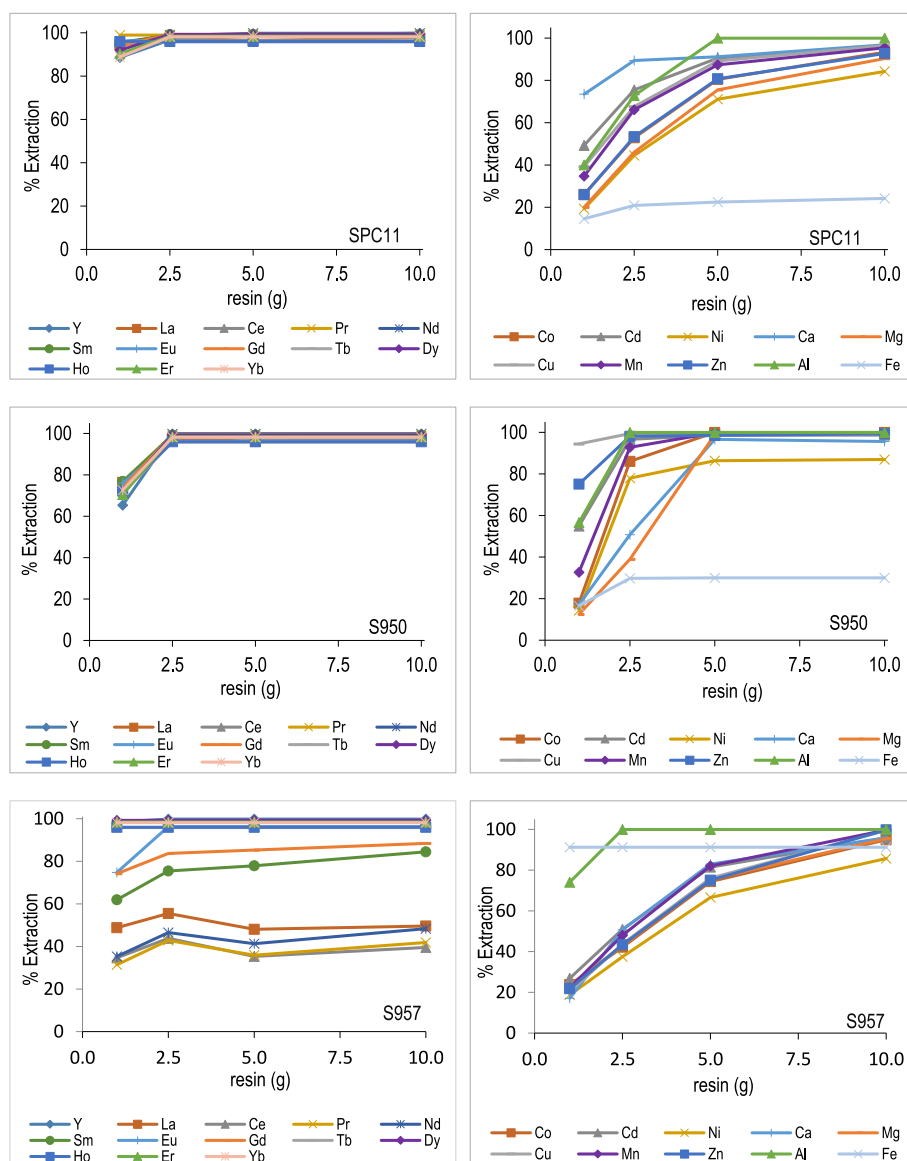 % Extraction
100
80
60
40
20
0
0.0 2.5 5.0 7.5 10.0
SPC11
resin (g)
Y La Ce Pr Nd
Sm Eu Gd Tb Dy
Ho Er Yb
% Extraction
100
80
60
40
20
0
0.0 2.5 5.0 7.5 10.0
SPC11
resin (g)
Co Cd Ni Ca Mg
Cu Mn Zn Al Fe
% Extraction
100
80
60
40
20
0
0.0 2.5 5.0 7.5 10.0
S950
resin (g)
Y La Ce Pr Nd
Sm Eu Gd Tb Dy
Ho Er Yb
% Extraction
100
80
60
40
20
0
0.0 2.5 5.0 7.5 10.0
S950
resin (g)
Co Cd Ni Ca Mg
Cu Mn Zn Al Fe
% Extraction
100
80
60
40
20
0
0.0 2.5 5.0 7.5 10.0
S957
resin (g)
Y La Ce Pr Nd
Sm Eu Gd Tb Dy
Ho Er Yb
% Extraction
100
80
60
40
20
0
0.0 2.5 5.0 7.5 10.0
S957
resin (g)
Co Cd Ni Ca Mg
Cu Mn Zn Al Fe